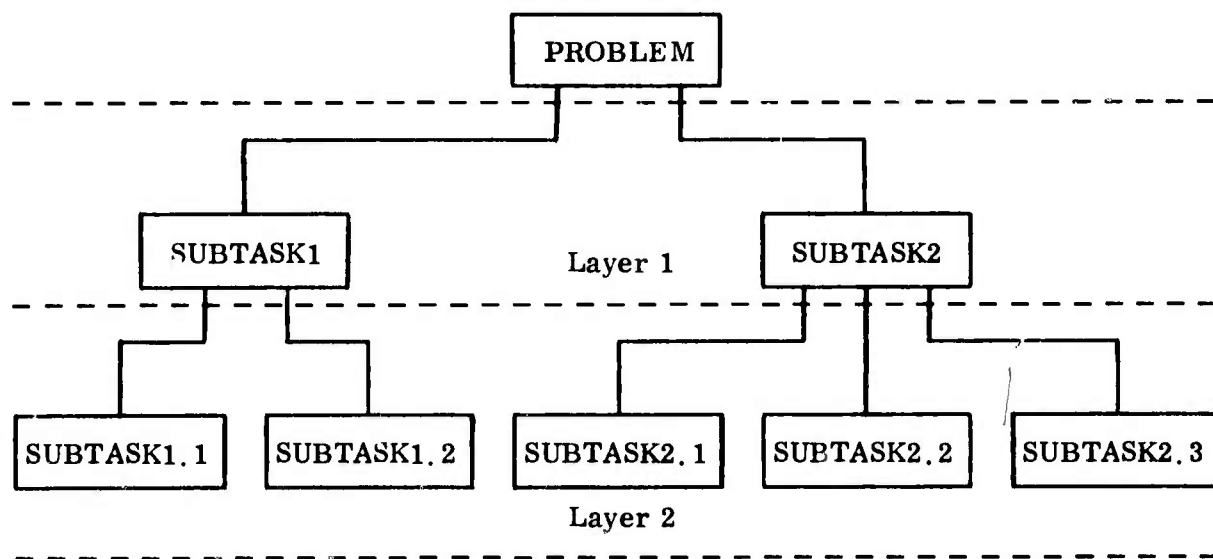 PROBLEM
SUBTASK1
Layer 1
SUBTASK2
SUBTASK1.1
SUBTASK1.2
SUBTASK2.1
SUBTASK2.2
SUBTASK2.3
Layer 2